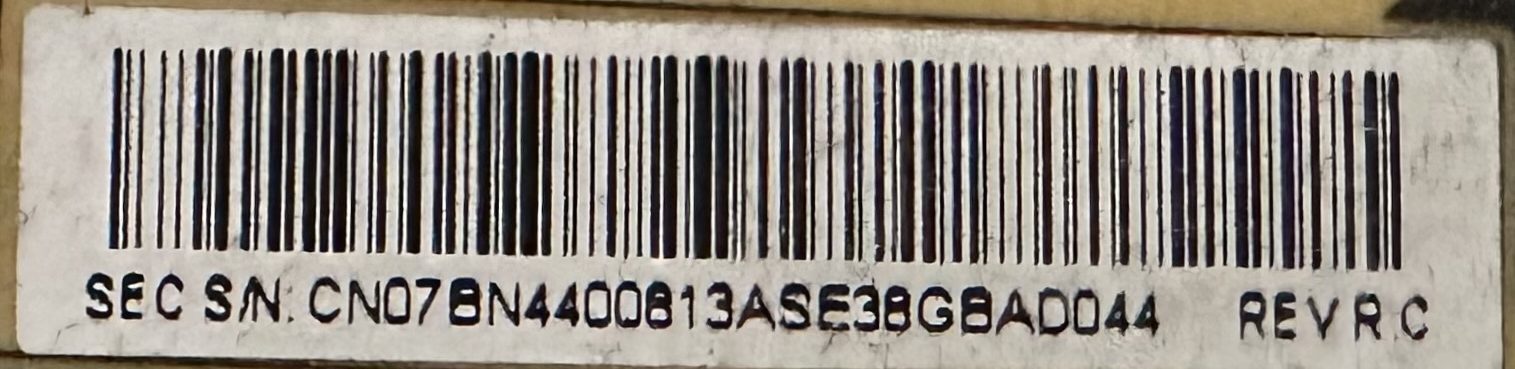 SEC S/N: CN07BN4400813ASE38GBAD044 REV R.C